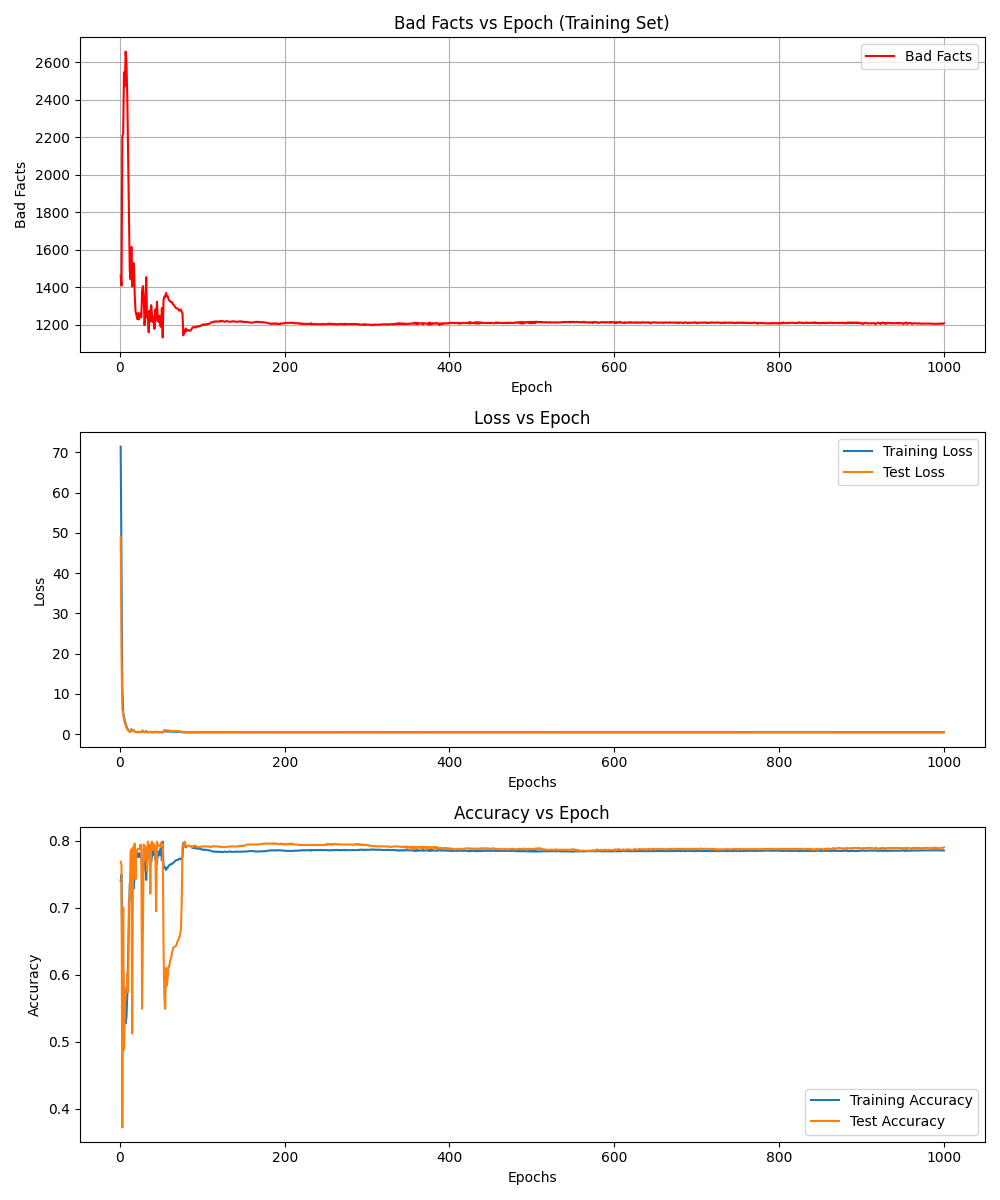 Bad Facts vs Epoch (Training Set)
Bad Facts
2600
2400
2200
2000
1800
1600
1400
1200
Bad Facts
0 200 400 600 800 1000
Epoch
Loss vs Epoch
Training Loss
Test Loss
70
60
50
40
30
20
10
0
Loss
0 200 400 600 800 1000
Epochs
Accuracy vs Epoch
0.8
0.7
0.6
0.5
0.4
Accuracy
Training Accuracy
Test Accuracy
0 200 400 600 800 1000
Epochs